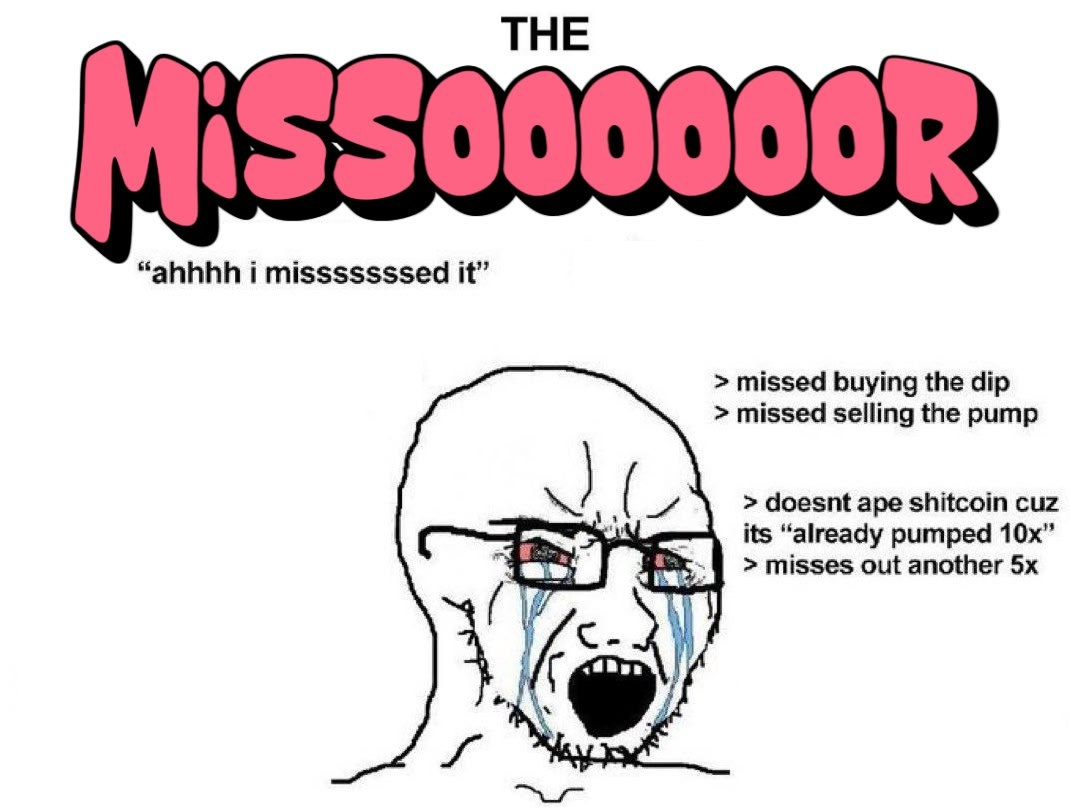 THE
MiSSOOOOOOR
“ahhhh i misssssssed it”
> missed buying the dip
> missed selling the pump
> doesnt ape shitcoin cuz
its “already pumped 10x”
> misses out another 5x